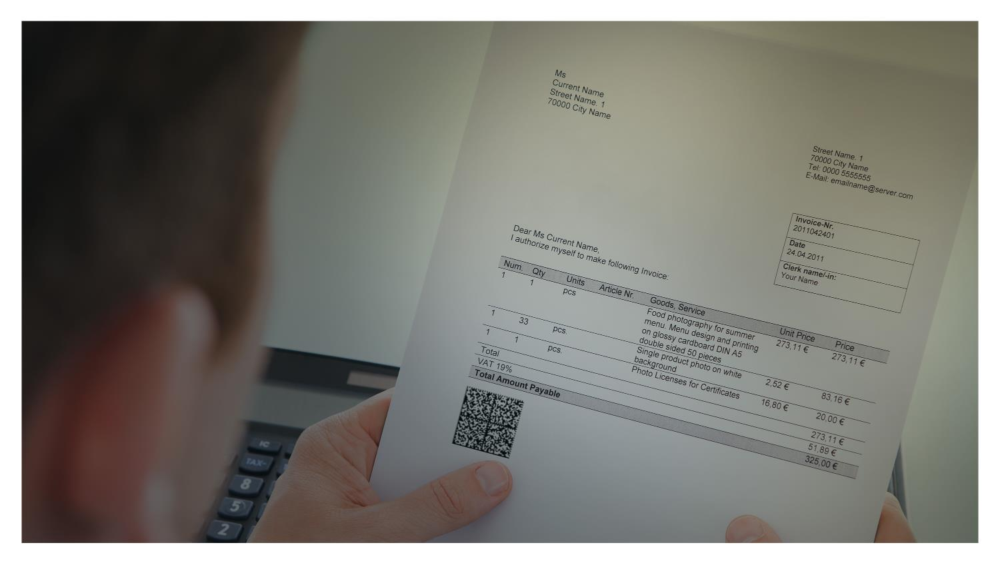 Ms
Current Name
Street Name. 1
70000 City Name
Street Name. 1
70000 City Name
Tel: 0000 5555555
E-Mail: emailname@server.com
Invoice-Nr.
2011042401
Date
24.04.2011
Clerk name/-in:
Your Name
Dear Ms Current Name,
I authorize myself to make following Invoice:
Num. Qty Units Article Nr. Goods, Service Unit Price Price
1 1 pcs Food photography for summer 273,11 € 273,11 €
menu. Menu design and printing
on glossy cardboard DIN A5
double sided 50 pieces
1 33 pcs. Single product photo on white 2,52 € 83,16 €
background
1 1 pcs. Photo Licenses for Certificates 16,80 € 20,00 €
Total 273,11 €
VAT 19% 51,89 €
Total Amount Payable 325,00 €
IC
TAX-
8
5
2